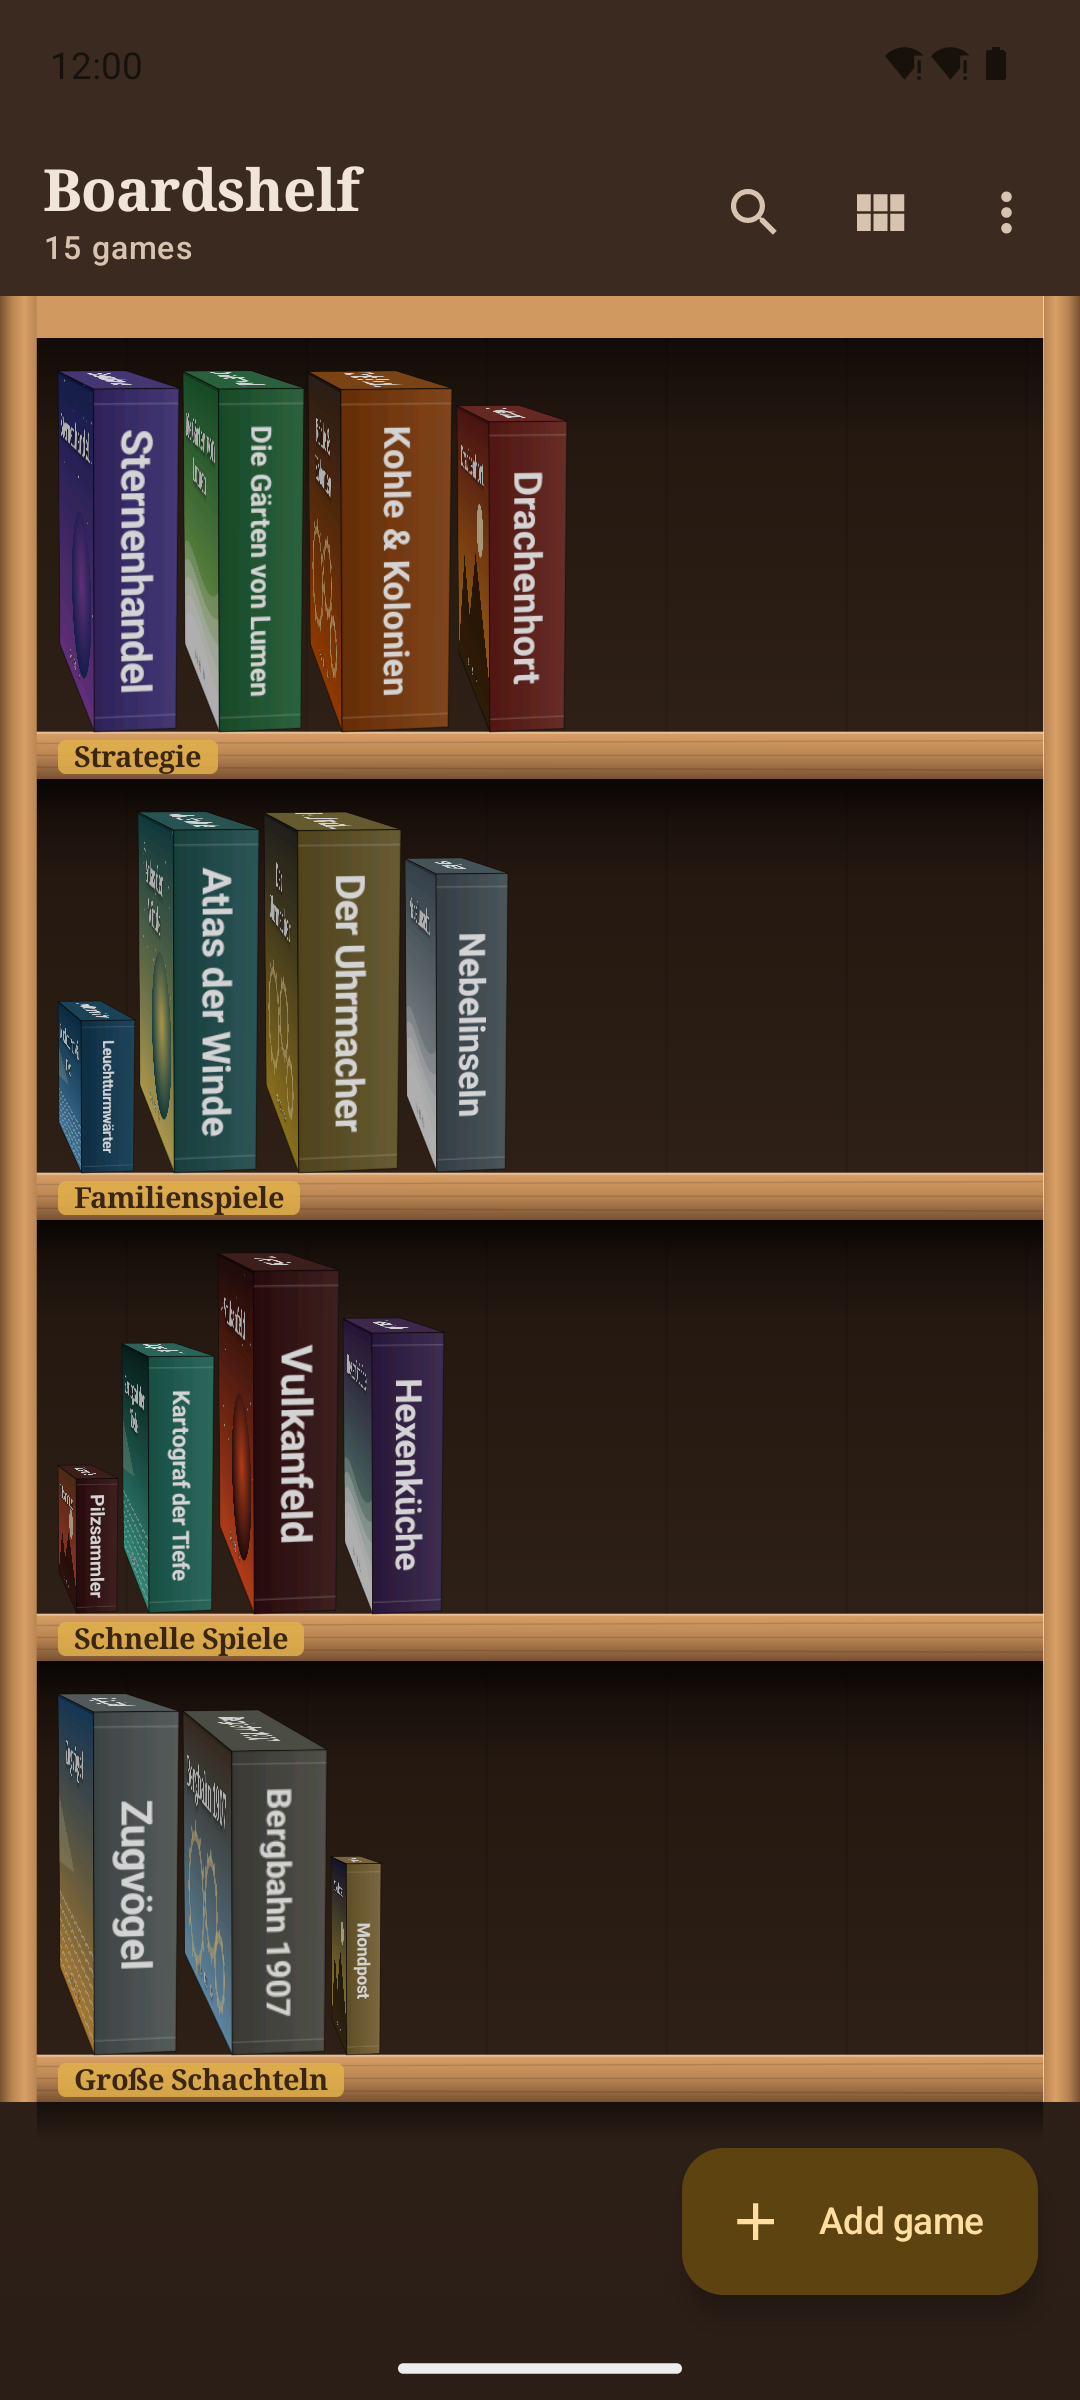 12:00
Boardshelf
15 games
Sternenhandel
Die Gärten von Lumen
Kohle & Kolonien
Drachenhort
Strategie
Leuchtturmwärter
Atlas der Winde
Der Uhrmacher
Nebelinseln
Familienspiele
Pilzsammler
Kartograf der Tiefe
Vulkanfeld
Hexenküche
Schnelle Spiele
Zugvögel
Bergbahn 1907
Mondpost
Große Schachteln
Add game